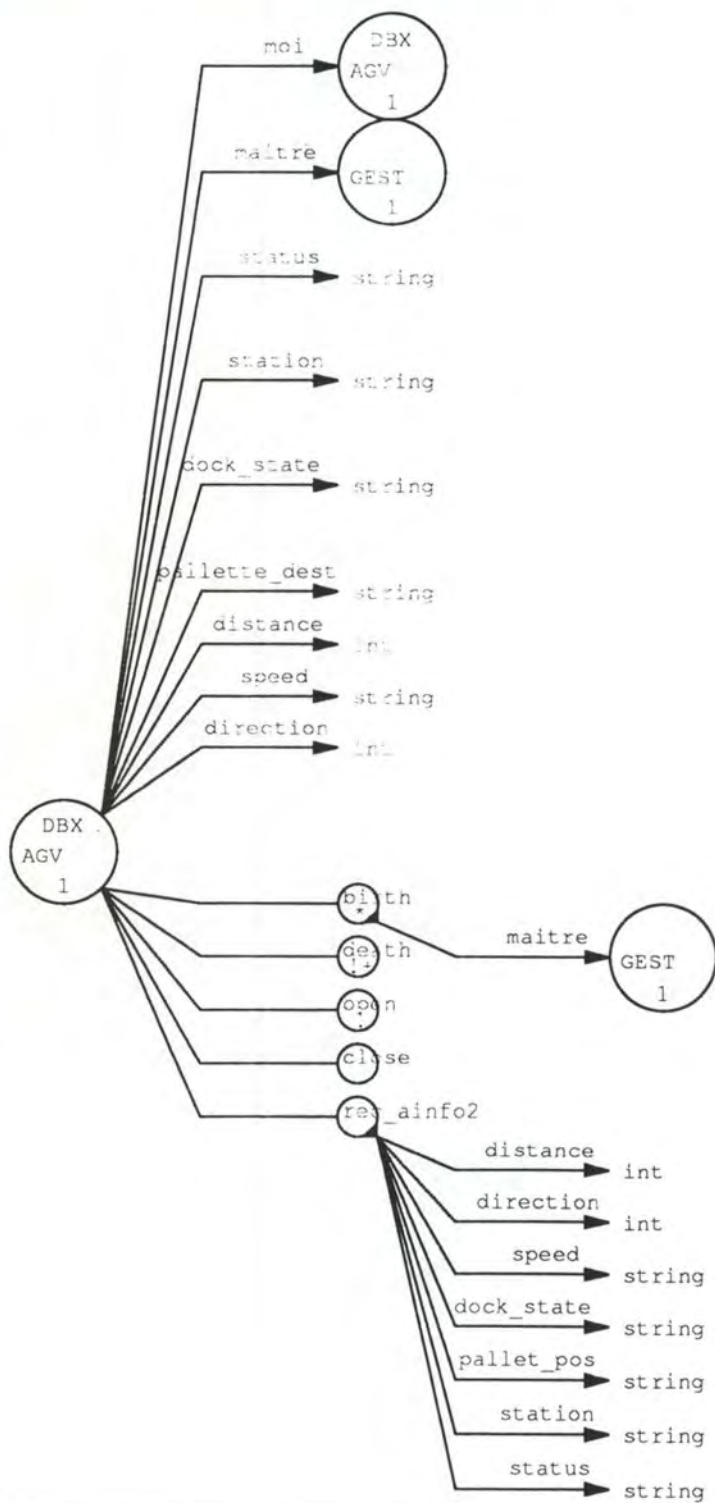 moi
DBX
AGV
1
maitre
GEST
1
status
string
station
string
dock_state
string
pallette_dest
string
distance
int
speed
string
direction
int
DBX
AGV
1
birth
*
maitre
GEST
1
death
!+
open
close
rec_ainfo2
distance
int
direction
int
speed
string
dock_state
string
pallet_pos
string
station
string
status
string